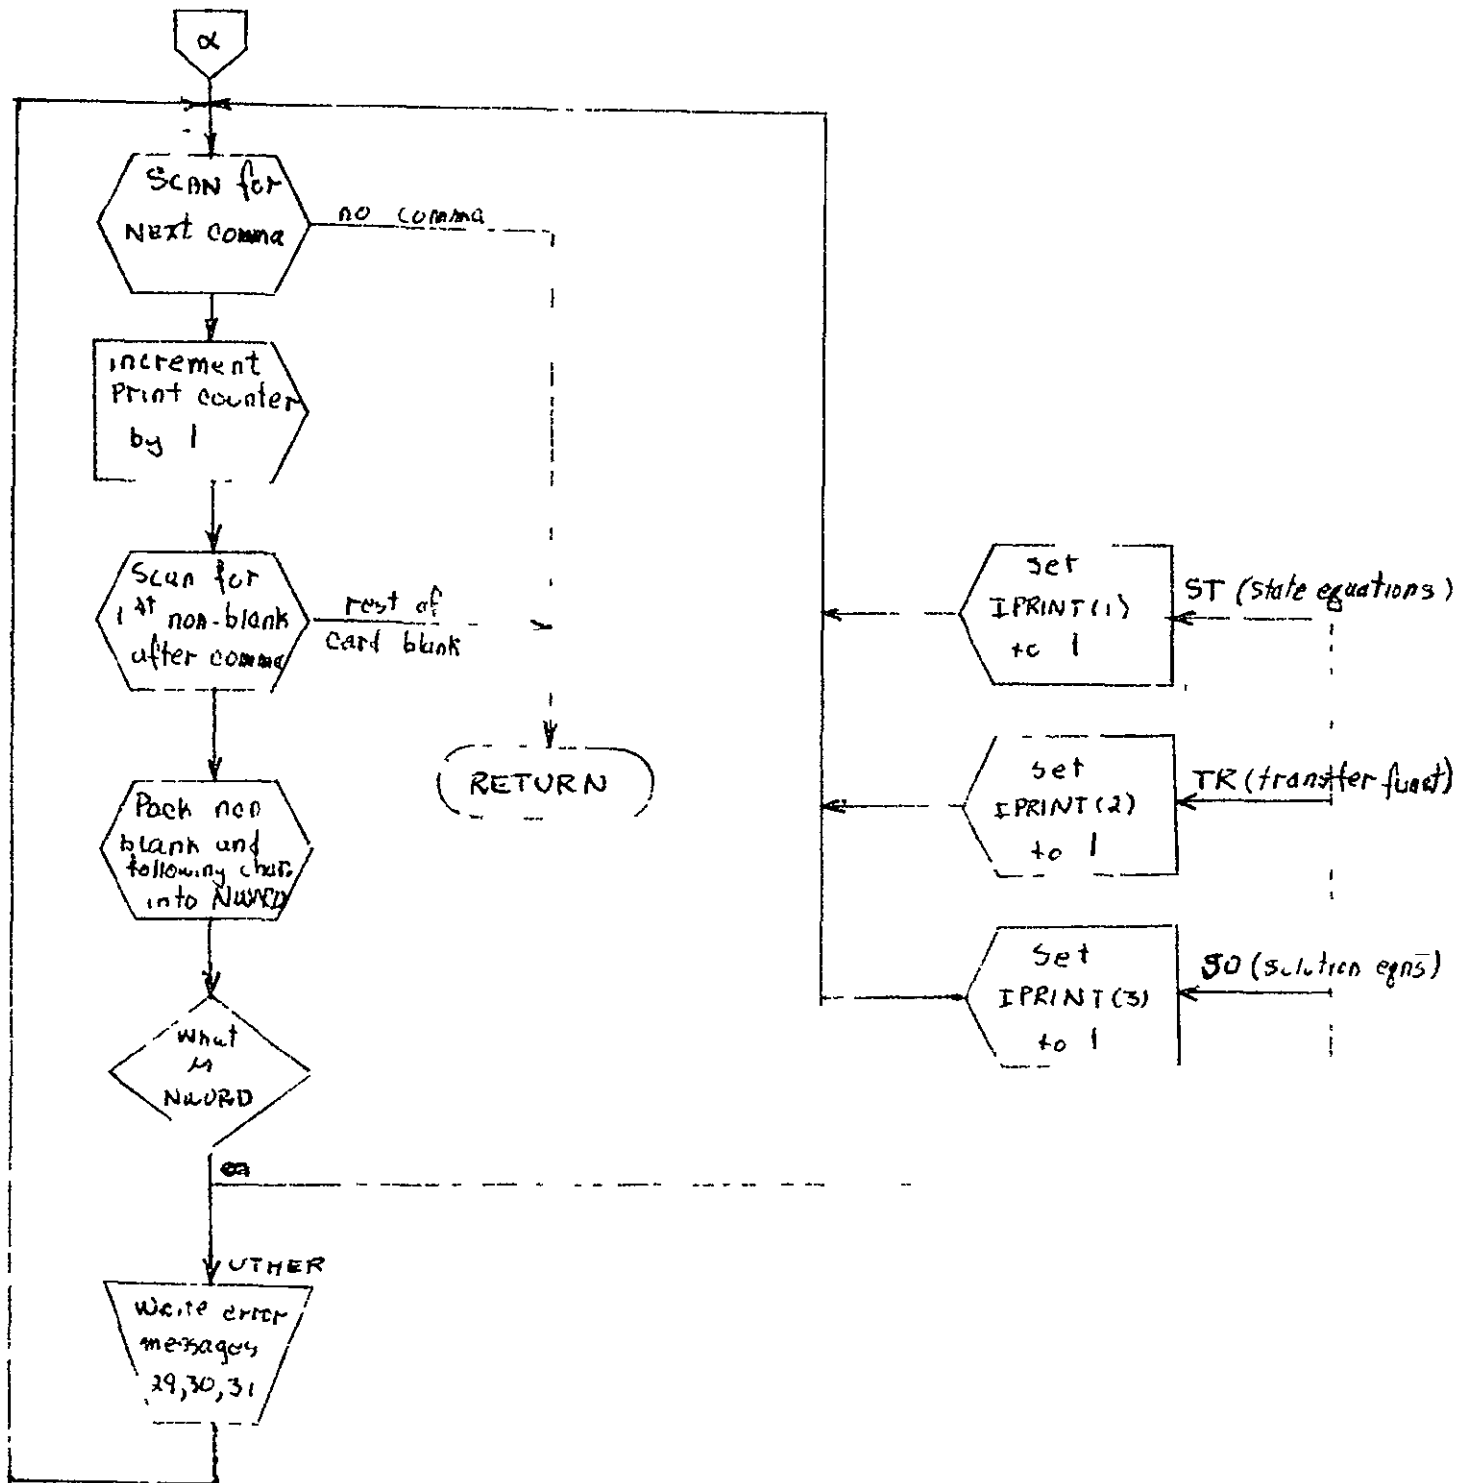 α
SCAN for
Next comma
no comma
increment
Print counter
by 1
Scan for
1st non-blank
after comma
rest of
card blank
RETURN
Pack non
blank and
following char.
into NWORD
What
is
NWORD
OTHER
Write error
messages
29,30,31
set
IPRINT(1)
to 1
ST (state equations)
set
IPRINT(2)
to 1
TR (transfer funct)
Set
IPRINT(3)
to 1
SO (solution eqns)